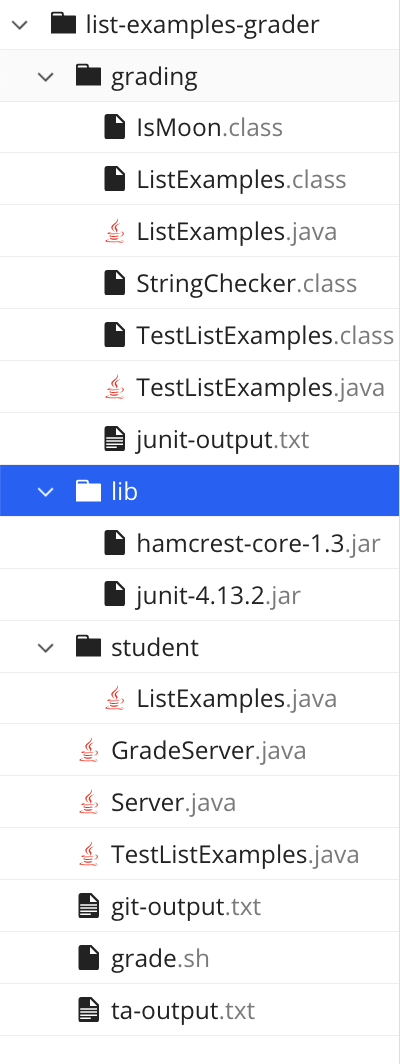 list-examples-grader
grading
IsMoon.class
ListExamples.class
ListExamples.java
StringChecker.class
TestListExamples.class
TestListExamples.java
junit-output.txt
lib
hamcrest-core-1.3.jar
junit-4.13.2.jar
student
ListExamples.java
GradeServer.java
Server.java
TestListExamples.java
git-output.txt
grade.sh
ta-output.txt